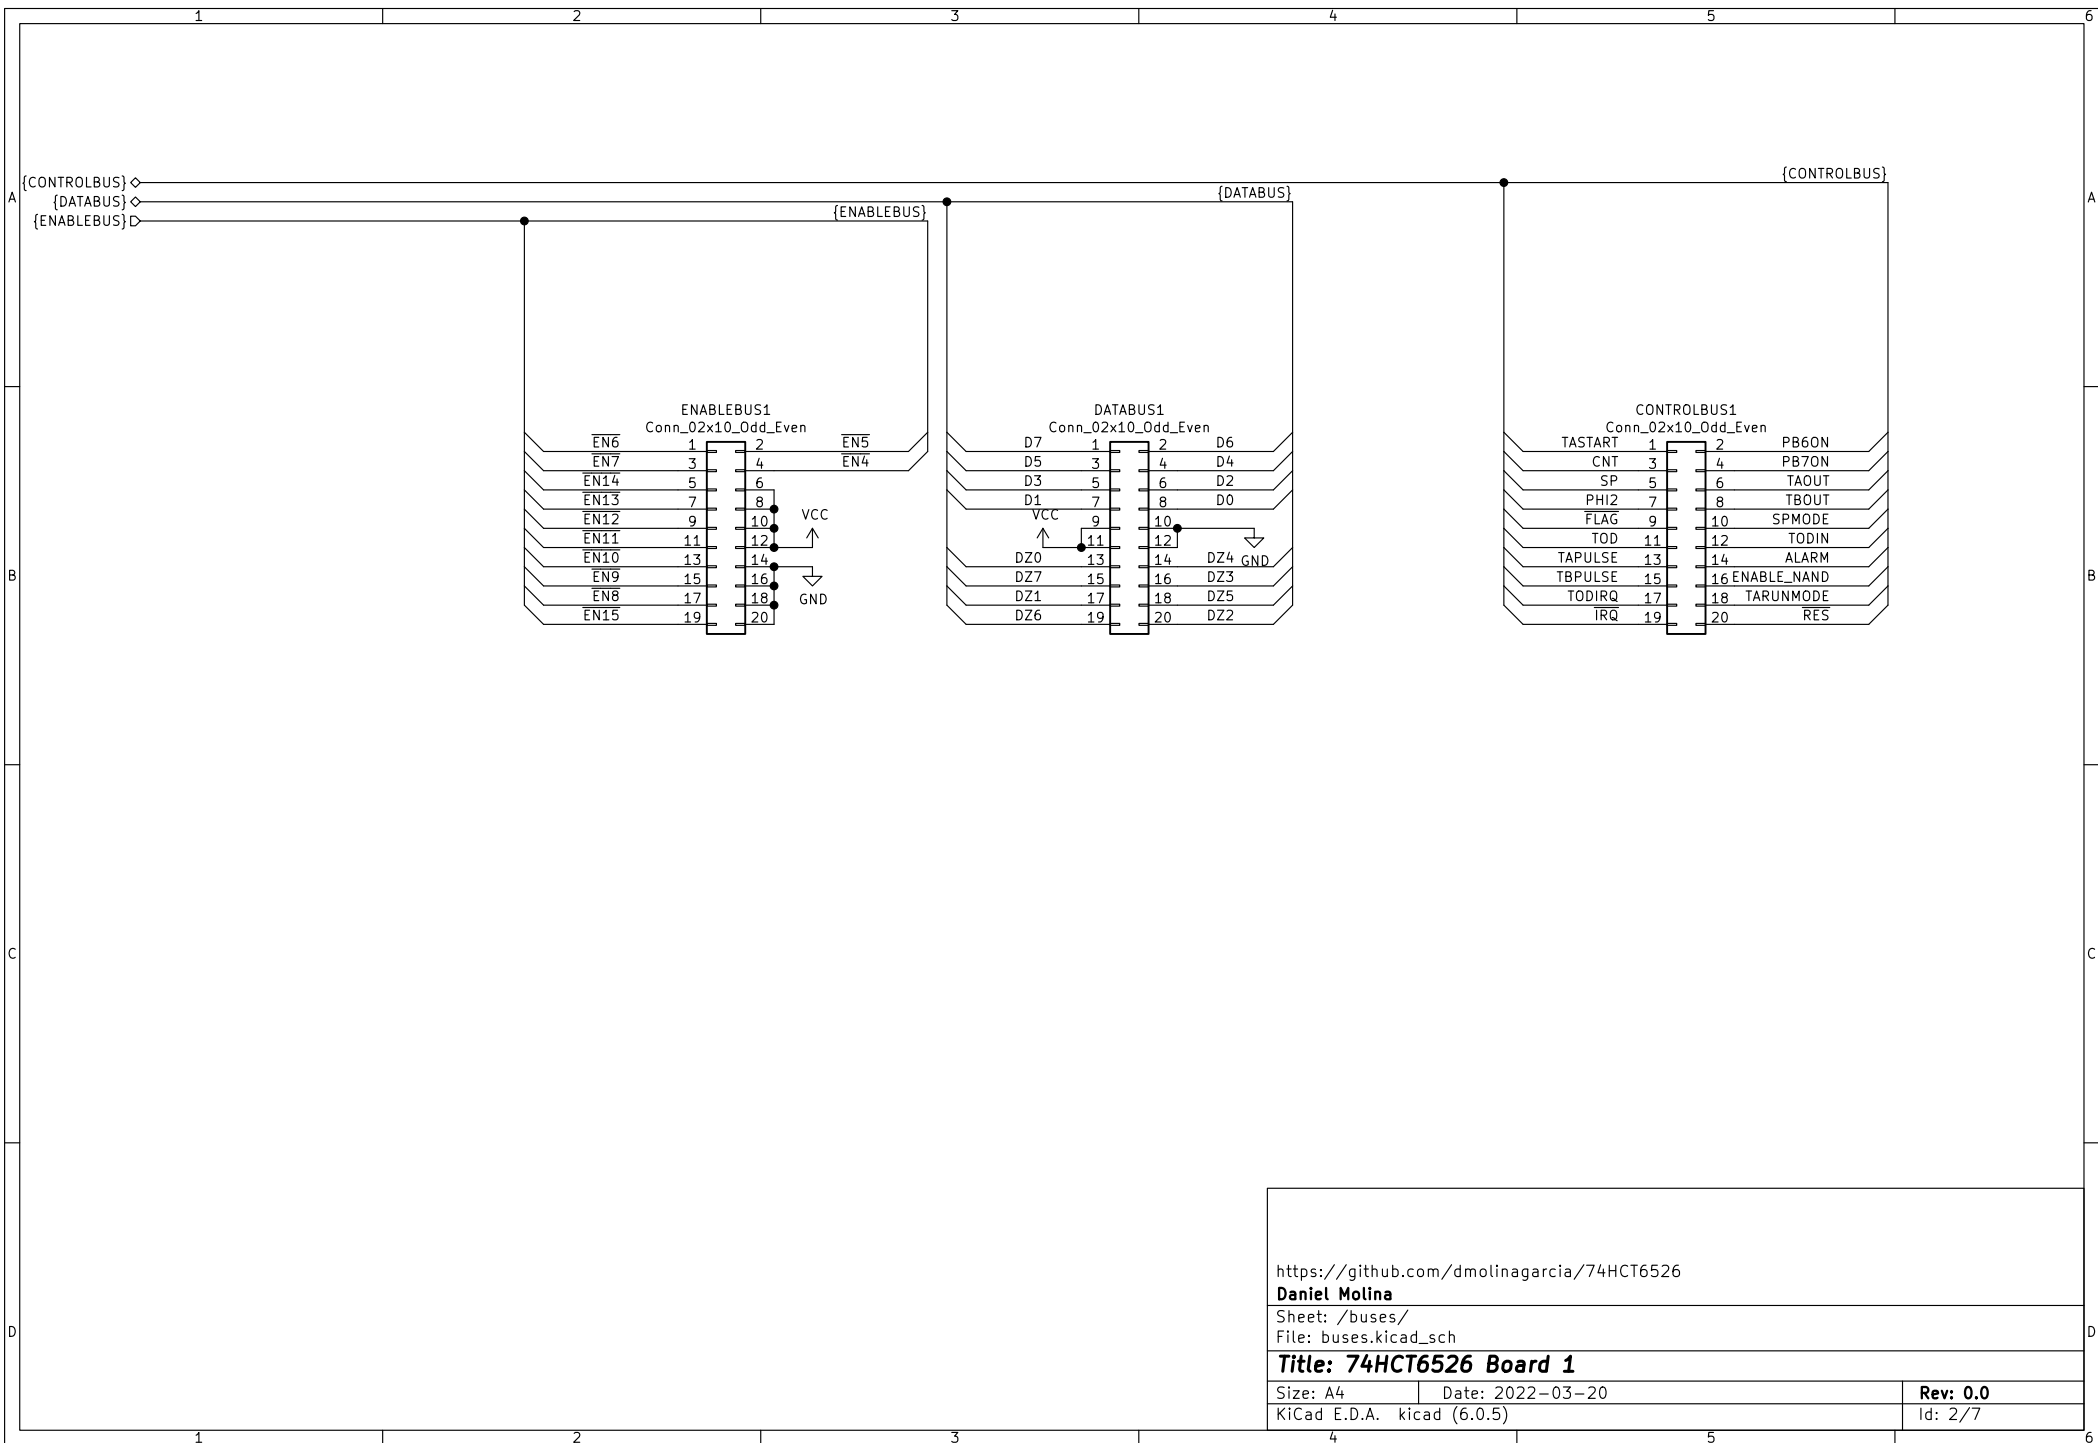 1 2 3 4 5 6
{CONTROLBUS} {CONTROLBUS}
A {DATABUS} {DATABUS} A
{ENABLEBUS} {ENABLEBUS}
ENABLEBUS1 DATABUS1 CONTROLBUS1
Conn_02x10_Odd_Even Conn_02x10_Odd_Even Conn_02x10_Odd_Even
EN6 1 2 EN5 D7 1 2 D6 TASTART 1 2 PB6ON
EN7 3 4 EN4 D5 3 4 D4 CNT 3 4 PB7ON
EN14 5 6 D3 5 6 D2 SP 5 6 TAOUT
EN13 7 8 D1 7 8 D0 PHI2 7 8 TBOUT
VCC VCC
EN12 9 10 9 10 FLAG 9 10 SPMODE
EN11 11 12 11 12 TOD 11 12 TODIN
EN10 13 14 DZ0 13 14 DZ4 GND TAPULSE 13 14 ALARM
B EN9 15 16 DZ7 15 16 DZ3 TBPULSE 15 16 ENABLE_NAND B
EN8 17 18 GND DZ1 17 18 DZ5 TODIRQ 17 18 TARUNMODE
EN15 19 20 DZ6 19 20 DZ2 IRQ 19 20 RES
C C
https://github.com/dmolinagarcia/74HCT6526
Daniel Molina
Sheet: /buses/
D D
File: buses.kicad_sch
Title: 74HCT6526 Board 1
Size: A4 Date: 2022-03-20 Rev: 0.0
KiCad E.D.A. kicad (6.0.5) Id: 2/7
1 2 3 4 5 6